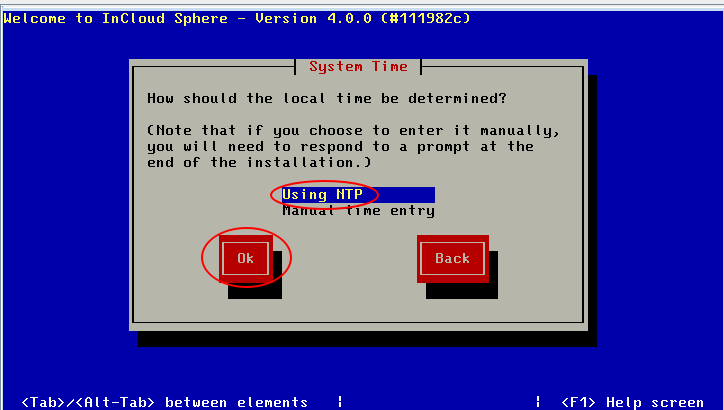 Welcome to InCloud Sphere - Version 4.0.0 (#111982c)
System Time
How should the local time be determined?
(Note that if you choose to enter it manually,
you will need to respond to a prompt at the
end of the installation.)
Using NTP
Manual time entry
Ok Back
<Tab>/<Alt-Tab> between elements | | <F1> Help screen